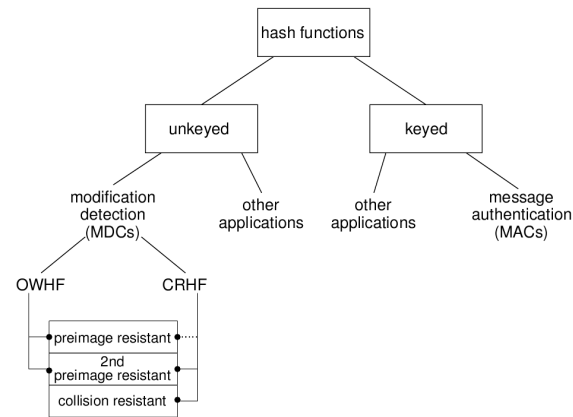 hash functions
unkeyed
keyed
modification
detection
(MDCs)
other
applications
other
applications
message
authentication
(MACs)
OWHF
CRHF
preimage resistant
2nd
preimage resistant
collision resistant